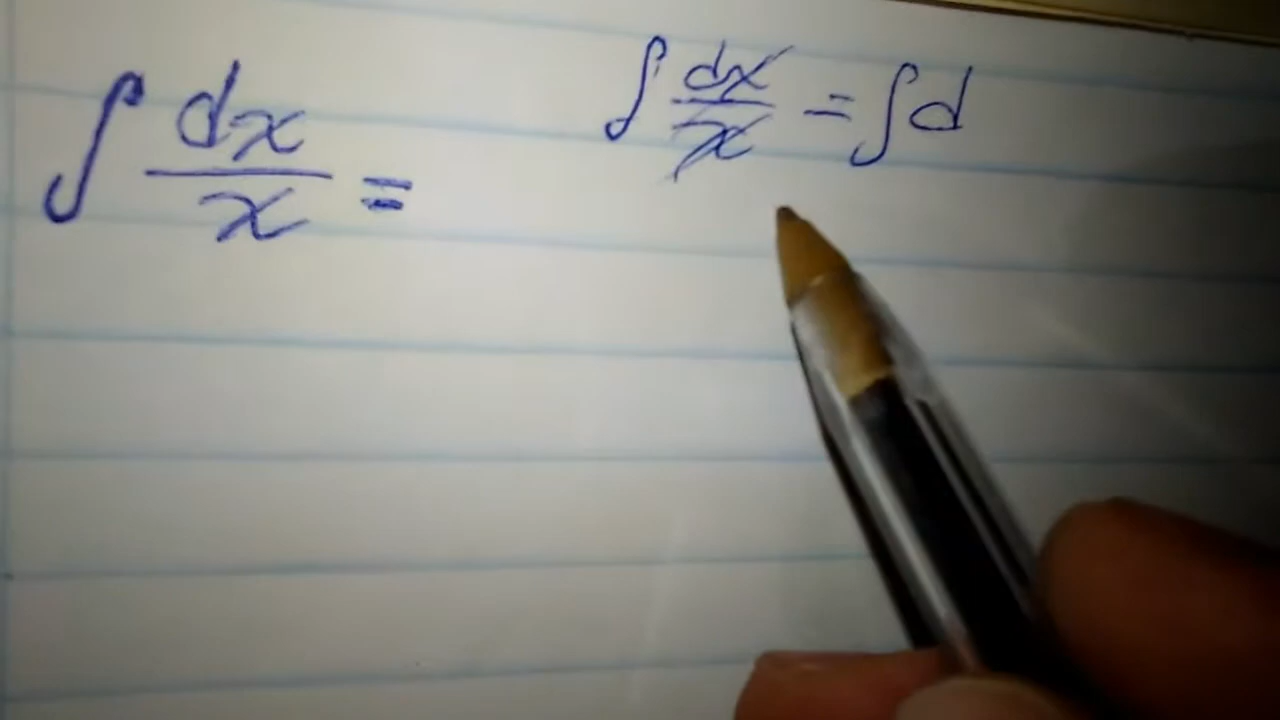 ∫ dx/x =
∫ dx/x = ∫ d